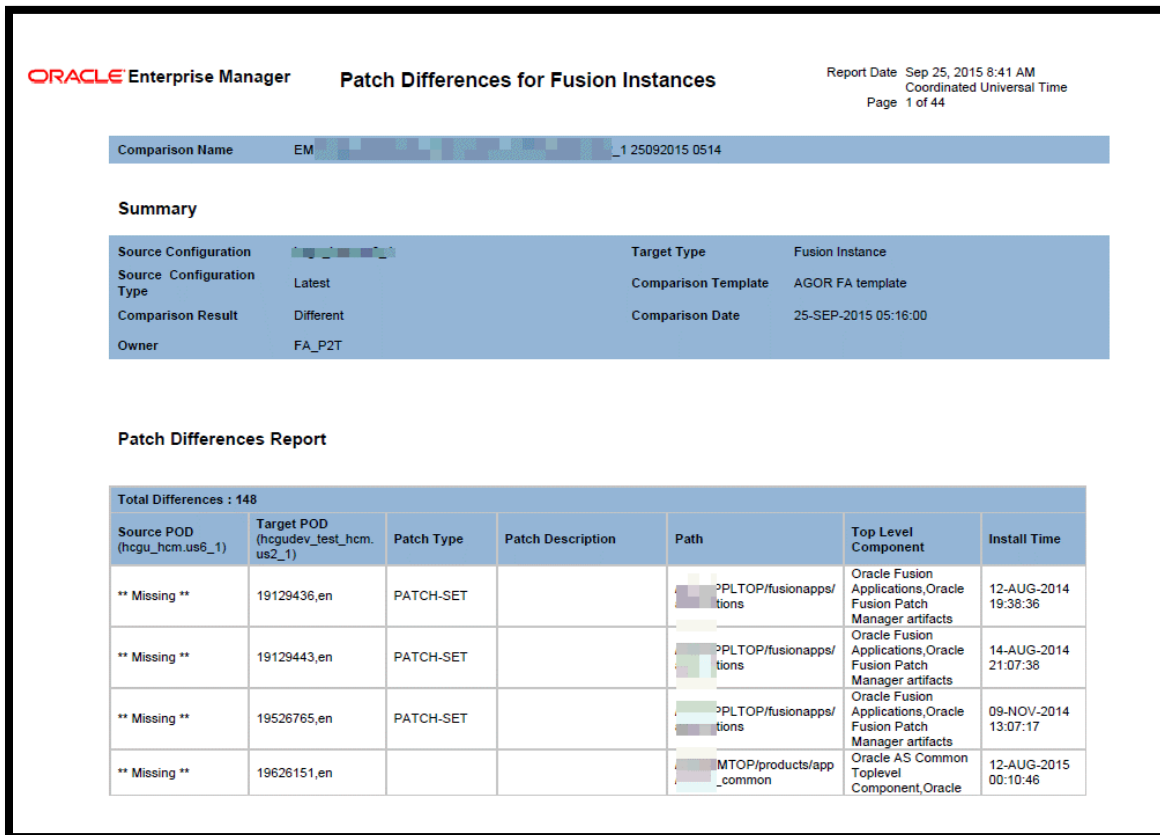 ORACLE Enterprise Manager
Patch Differences for Fusion Instances
Report Date Sep 25, 2015 8:41 AM
Coordinated Universal Time
Page 1 of 44
Comparison Name EM _1 25092015 0514
Summary
Source Configuration
Target Type Fusion Instance
Source Configuration
Type
Latest
Comparison Template AGOR FA template
Comparison Result Different
Comparison Date 25-SEP-2015 05:16:00
Owner FA_P2T
Patch Differences Report
Total Differences : 148
Source POD
(hcgu_hcm.us6_1)
Target POD
(hcgudev_test_hcm.
us2_1)
Patch Type
Patch Description
Path
Top Level
Component
Install Time
** Missing **
19129436,en
PATCH-SET
PPLTOP/fusionapps/
tions
Oracle Fusion
Applications,Oracle
Fusion Patch
Manager artifacts
12-AUG-2014
19:38:36
** Missing **
19129443,en
PATCH-SET
PPLTOP/fusionapps/
tions
Oracle Fusion
Applications,Oracle
Fusion Patch
Manager artifacts
14-AUG-2014
21:07:38
** Missing **
19526765,en
PATCH-SET
PPLTOP/fusionapps/
tions
Oracle Fusion
Applications,Oracle
Fusion Patch
Manager artifacts
09-NOV-2014
13:07:17
** Missing **
19626151,en
MTOP/products/app
_common
Oracle AS Common
Toplevel
Component,Oracle
12-AUG-2015
00:10:46